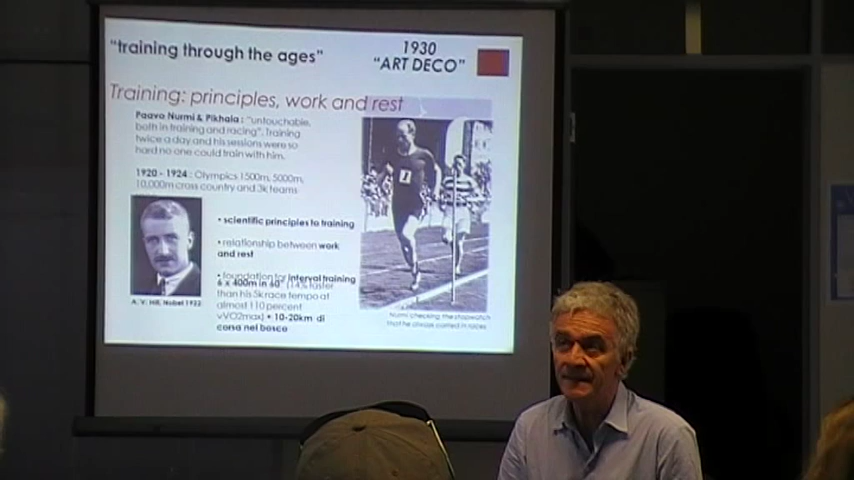 "training through the ages"
1930
"ART DECO"
Training: principles, work and rest
Paavo Nurmi & Pikhala : "untouchable,
both in training and racing". Training
twice a day and his sessions were so
hard no one could train with him.
1920 - 1924 : Olympics 1500m, 5000m,
10,000m cross country and 3k teams
1
• scientific principles to training
• relationship between work
and rest
• foundation for interval training
6 x 400m in 60" (14% faster
than his 5k race tempo at
almost 110 percent
vVO2max) + 10-20km di
corsa nel bosco
A. V. Hill, Nobel 1922
Nurmi checking the stopwatch
that he always carried in races